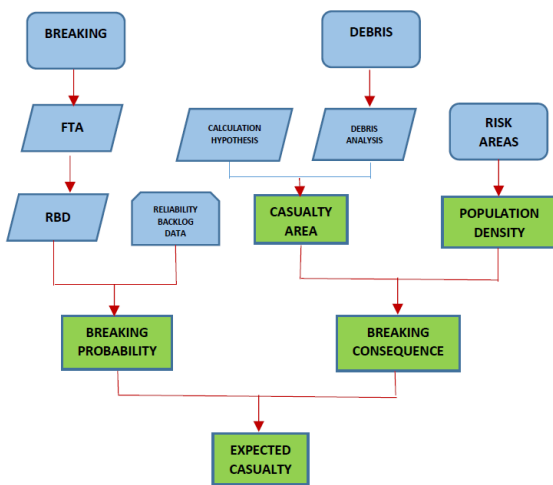 BREAKING
DEBRIS
FTA
CALCULATION
HYPOTHESIS
DEBRIS
ANALYSIS
RISK
AREAS
RBD
RELIABILITY
BACKLOG
DATA
CASUALTY
AREA
POPULATION
DENSITY
BREAKING
PROBABILITY
BREAKING
CONSEQUENCE
EXPECTED
CASUALTY